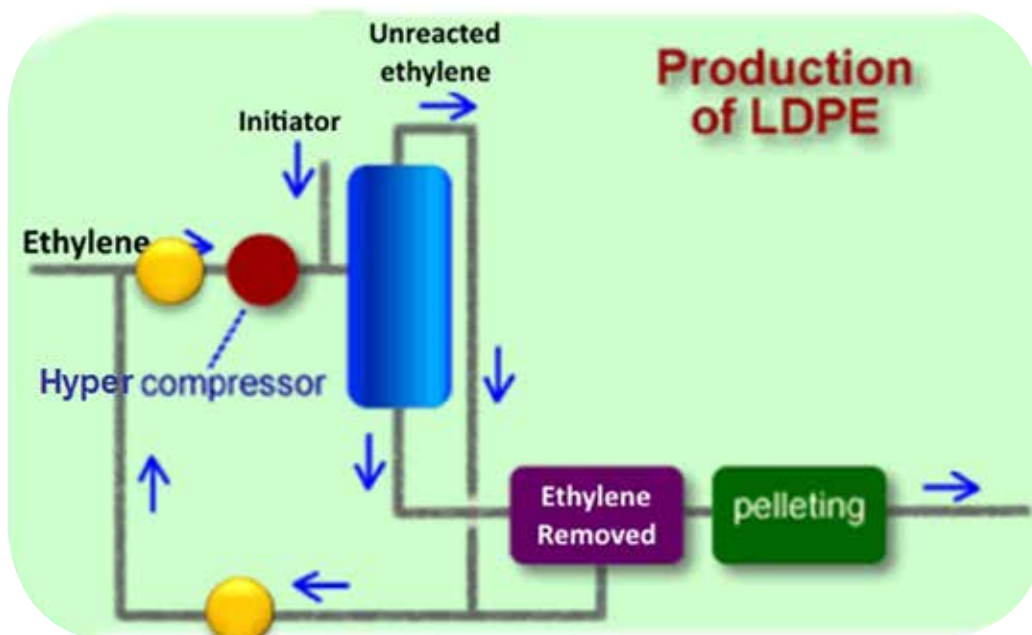 Production
of LDPE
Unreacted
ethylene
Initiator
Ethylene
Hyper compressor
Ethylene
Removed
pelleting